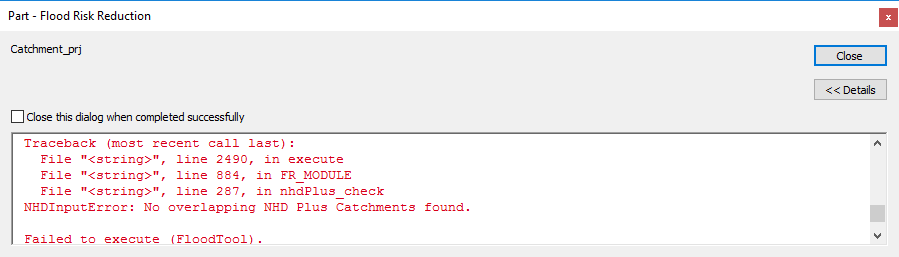 Part - Flood Risk Reduction
x
Catchment_prj
Close
<< Details
Close this dialog when completed successfully
Traceback (most recent call last):
File "<string>", line 2490, in execute
File "<string>", line 884, in FR_MODULE
File "<string>", line 287, in nhdPlus_check
NHDInputError: No overlapping NHD Plus Catchments found.
Failed to execute (FloodTool).